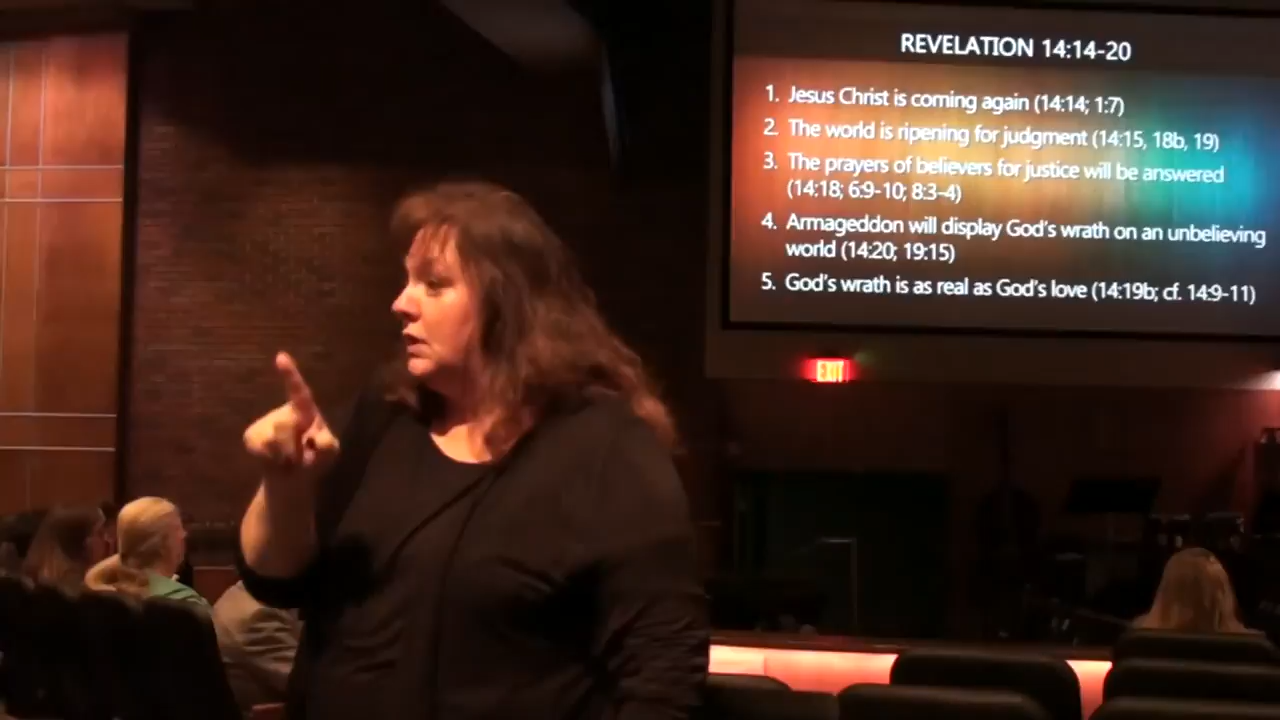 REVELATION 14:14-20
1. Jesus Christ is coming again (14:14; 1:7)
2. The world is ripening for judgment (14:15, 18b, 19)
3. The prayers of believers for justice will be answered
(14:18; 6:9-10; 8:3-4)
4. Armageddon will display God's wrath on an unbelieving
world (14:20; 19:15)
5. God's wrath is as real as God's love (14:19b; cf. 14:9-11)
EXIT